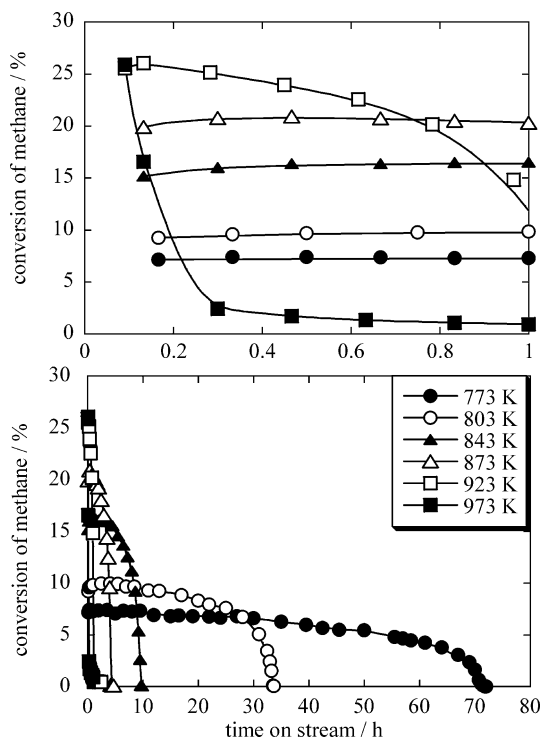 30
25
20
15
10
5
0
conversion of methane / %
0 0.2 0.4 0.6 0.8 1
30
25
20
15
10
5
0
conversion of methane / %
773 K
803 K
843 K
873 K
923 K
973 K
0 10 20 30 40 50 60 70 80
time on stream / h